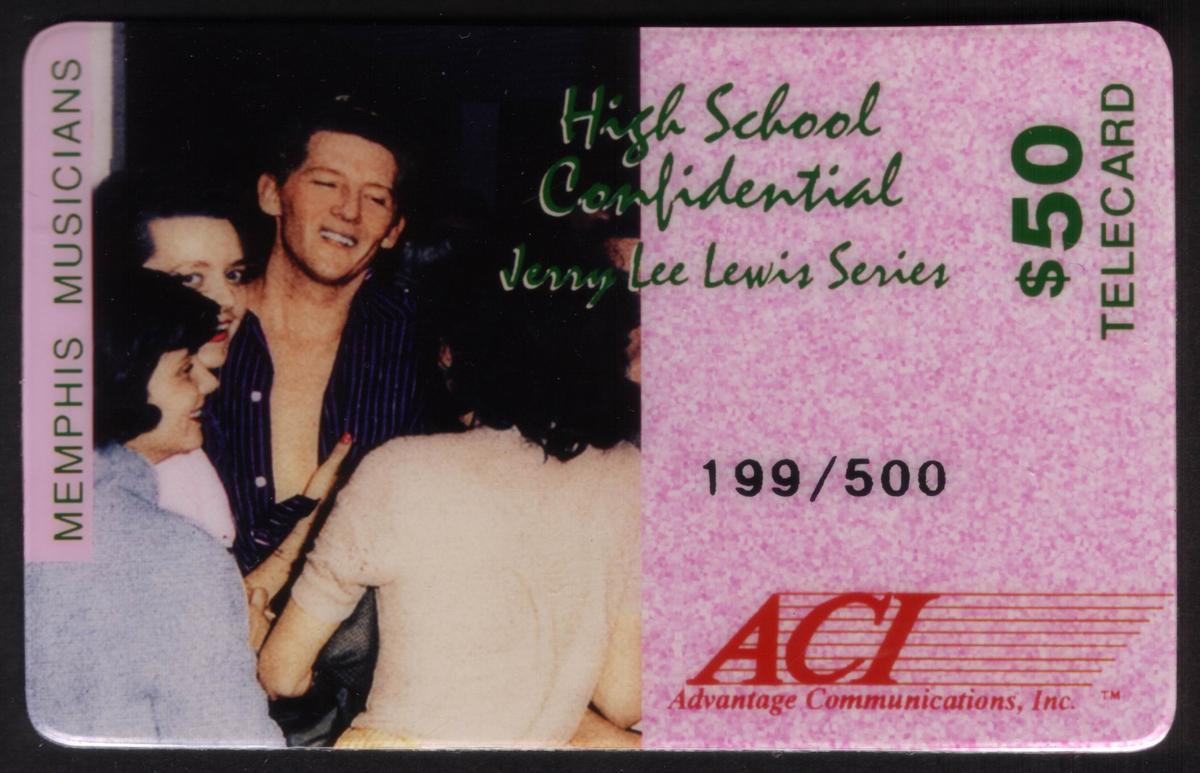 MEMPHIS MUSICIANS
High School
Confidential
Jerry Lee Lewis Series
$50
TELECARD
199/500
ACI
Advantage Communications, Inc. ™